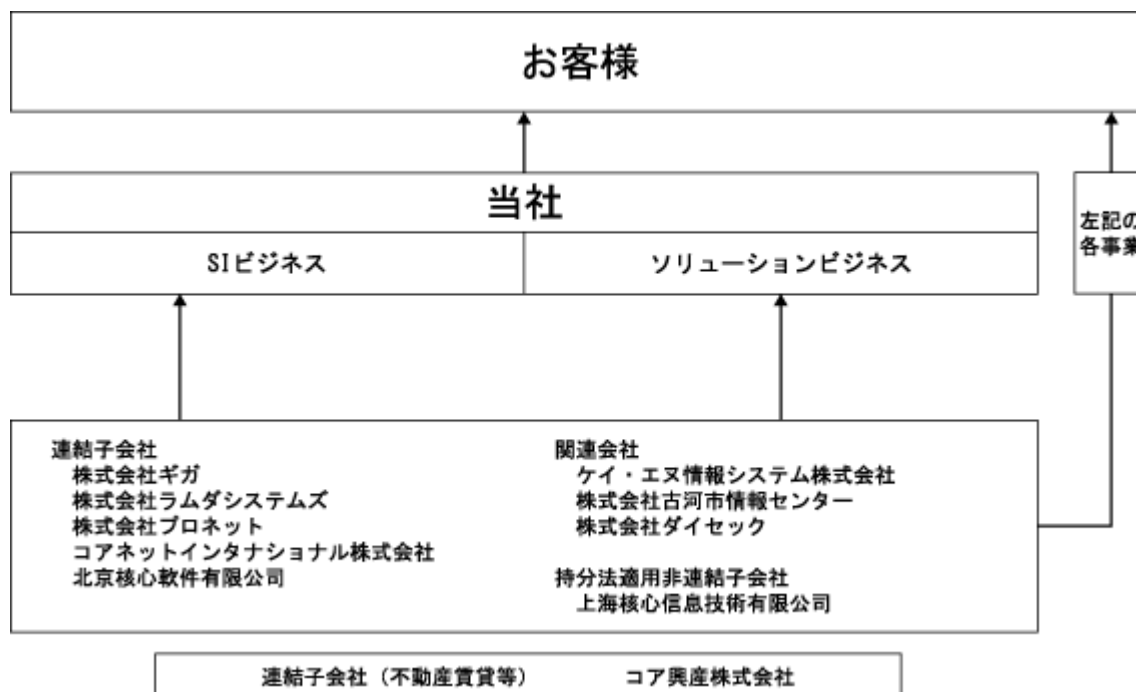 お客様
当社
SIビジネス
ソリューションビジネス
左記の
各事業
連結子会社
株式会社ギガ
株式会社ラムダシステムズ
株式会社プロネット
コアネットインタナショナル株式会社
北京核心軟件有限公司
関連会社
ケイ・エヌ情報システム株式会社
株式会社古河市情報センター
株式会社ダイセック
持分法適用非連結子会社
上海核心信息技術有限公司
連結子会社（不動産賃貸等） コア興産株式会社